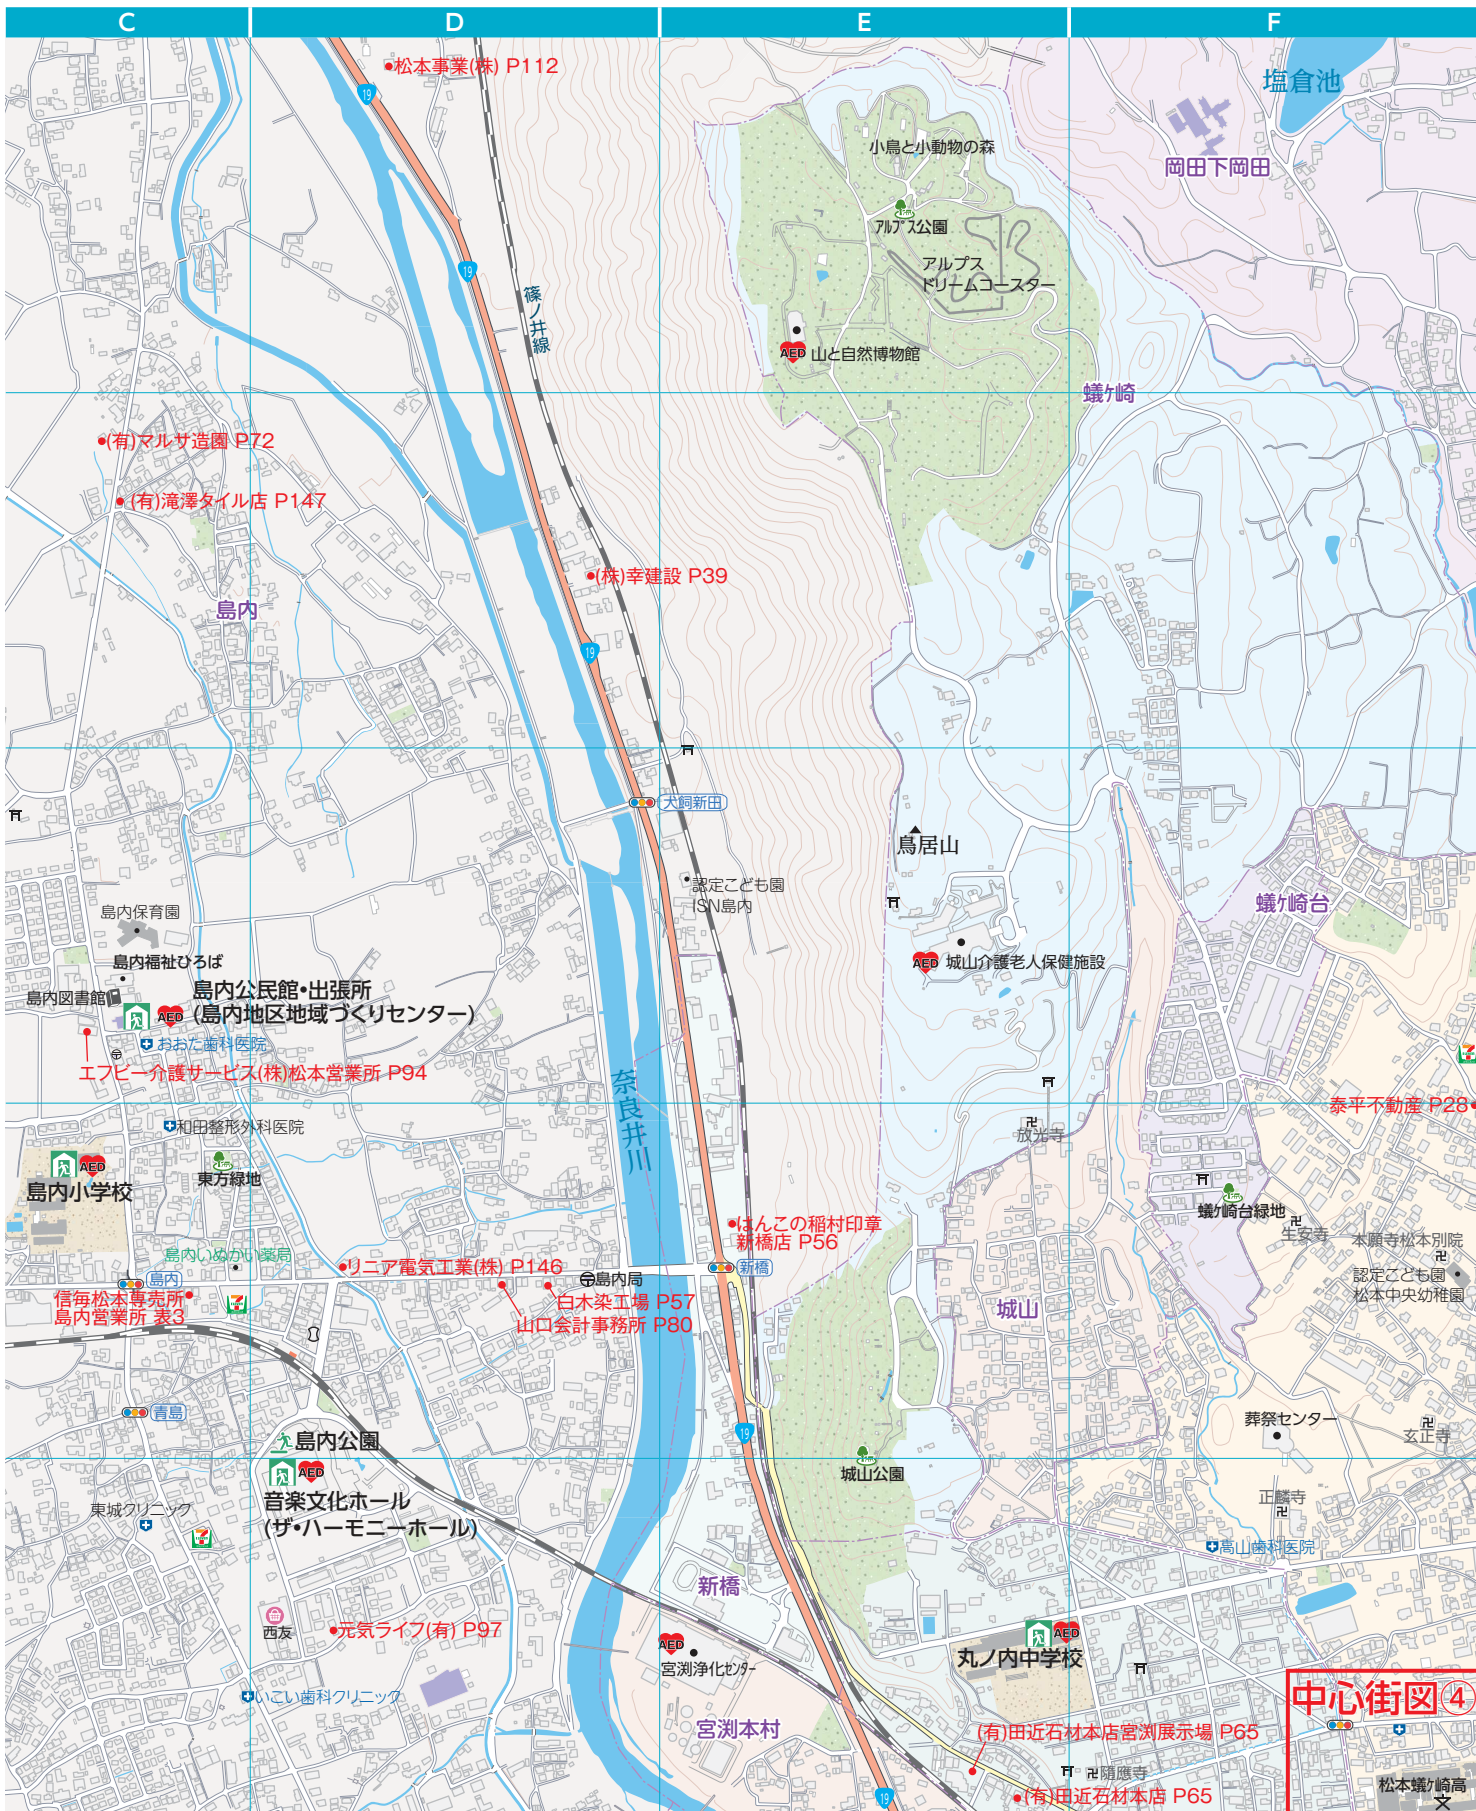 C
D
E
F
松本事業(株) P112
19
塩倉池
岡田下岡田
小鳥と小動物の森
アルプス公園
アルプス
ドリームコースター
19
篠ノ井線
AED
山と自然博物館
蟻ケ崎
(有)マルサ造園 P72
(有)滝澤タイル店 P147
(株)幸建設 P39
島内
19
犬飼新田
鳥居山
認定こども園
ISN島内
蟻ケ崎台
島内保育園
島内福祉ひろば
AED
城山介護老人保健施設
島内図書館
AED
島内公民館・出張所
(島内地区地域づくりセンター)
おおた歯科医院
エフビー介護サービス(株)松本営業所 P94
奈良井川
泰平不動産 P28
和田整形外科医院
放光寺
AED
島内小学校
東方緑地
蟻ケ崎台緑地
はんこの稲村印章
新橋店 P56
生安寺
本願寺松本別院
島内いぬかい薬局
リニア電気工業(株) P146
島内局
新橋
認定こども園
松本中央幼稚園
島内
信毎松本専売所
島内営業所 表3
白木染工場 P57
山口会計事務所 P80
城山
青島
19
葬祭センター
玄正寺
島内公園
AED
音楽文化ホール
(ザ・ハーモニーホール)
城山公園
東城クリニック
正麟寺
高山歯科医院
新橋
西友
元気ライフ(有) P97
AED
宮渕浄化センター
AED
丸ノ内中学校
いこい歯科クリニック
中心街図④
宮渕本村
(有)田近石材本店宮渕展示場 P65
隨應寺
(有)田近石材本店 P65
19
松本蟻ケ崎高
文